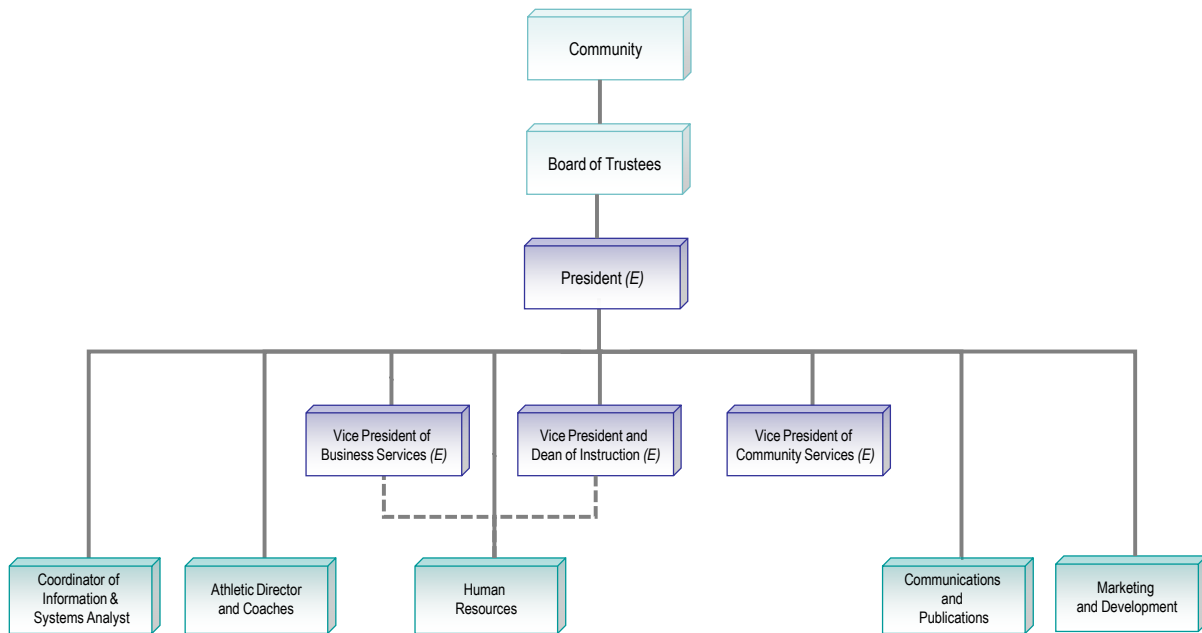 Community
Board of Trustees
President (E)
Vice President of
Business Services (E)
Vice President and
Dean of Instruction (E)
Vice President of
Community Services (E)
Coordinator of
Information &
Systems Analyst
Athletic Director
and Coaches
Human
Resources
Communications
and
Publications
Marketing
and Development